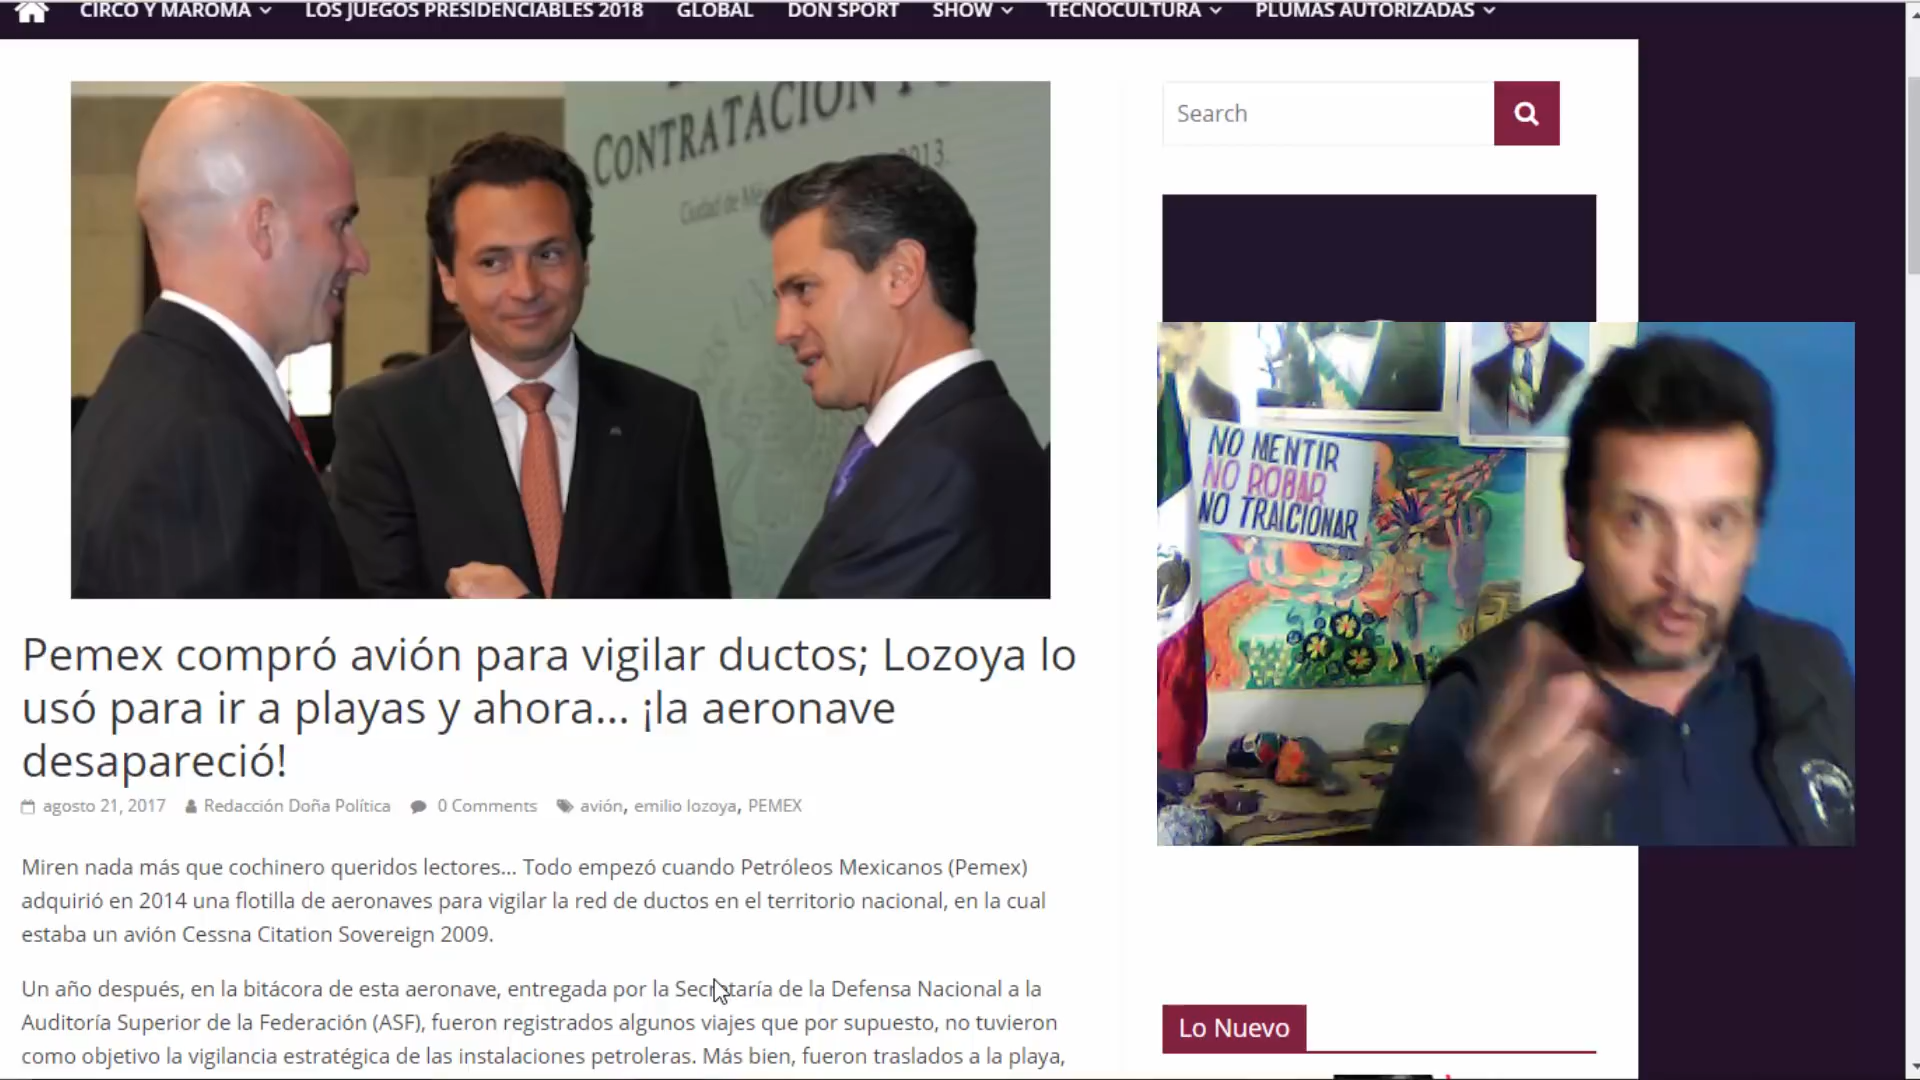 CIRCO Y MAROMA LOS JUEGOS PRESIDENCIABLES 2018 GLOBAL DON SPORT SHOW TECNOCULTURA PLUMAS AUTORIZADAS
CONTRATACIÓN
Ciudad de
2013.
Search
NO MENTIR
NO ROBAR
NO TRAICIONAR
Pemex compró avión para vigilar ductos; Lozoya lo
usó para ir a playas y ahora... ¡la aeronave
desapareció!
agosto 21, 2017 Redacción Doña Política 0 Comments avión, emilio lozoya, PEMEX
Miren nada más que cochinero queridos lectores... Todo empezó cuando Petróleos Mexicanos (Pemex)
adquirió en 2014 una flotilla de aeronaves para vigilar la red de ductos en el territorio nacional, en la cual
estaba un avión Cessna Citation Sovereign 2009.
Un año después, en la bitácora de esta aeronave, entregada por la Secretaría de la Defensa Nacional a la
Auditoría Superior de la Federación (ASF), fueron registrados algunos viajes que por supuesto, no tuvieron
como objetivo la vigilancia estratégica de las instalaciones petroleras. Más bien, fueron traslados a la playa,
Lo Nuevo